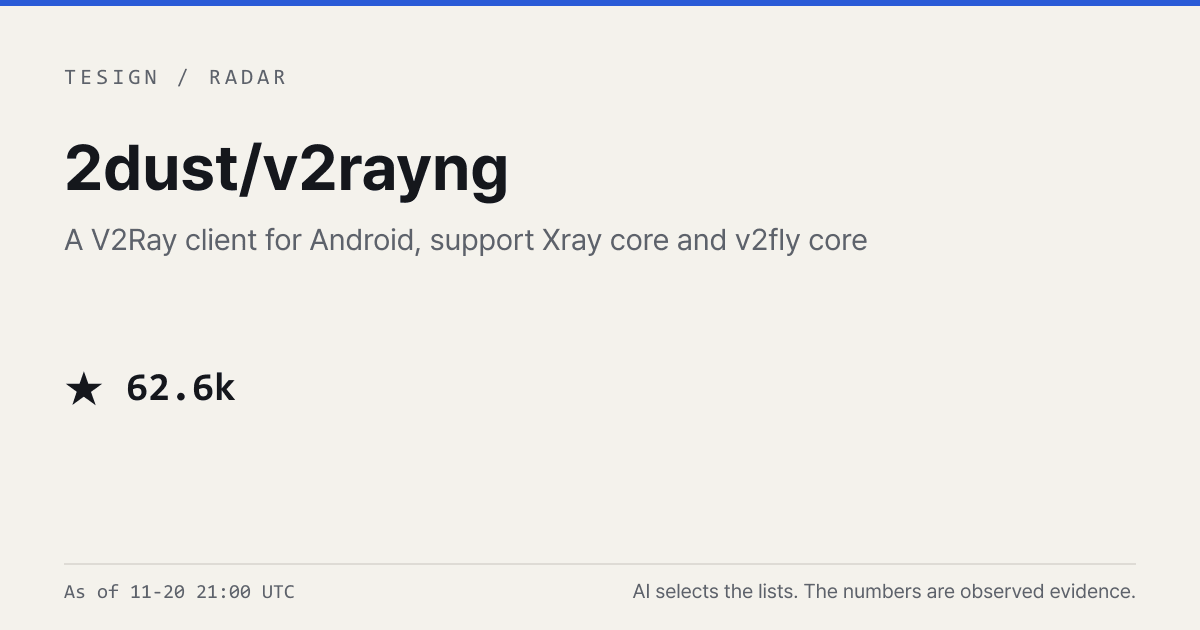 TESIGN / RADAR
2dust/v2rayng
A V2Ray client for Android, support Xray core and v2fly core
★ 62.6k
As of 11-20 21:00 UTC
AI selects the lists. The numbers are observed evidence.